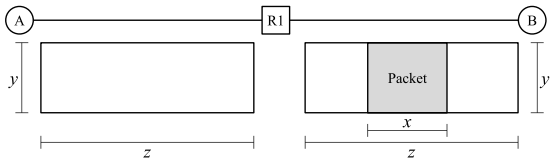 A R1 B
y Packet y
x
z z